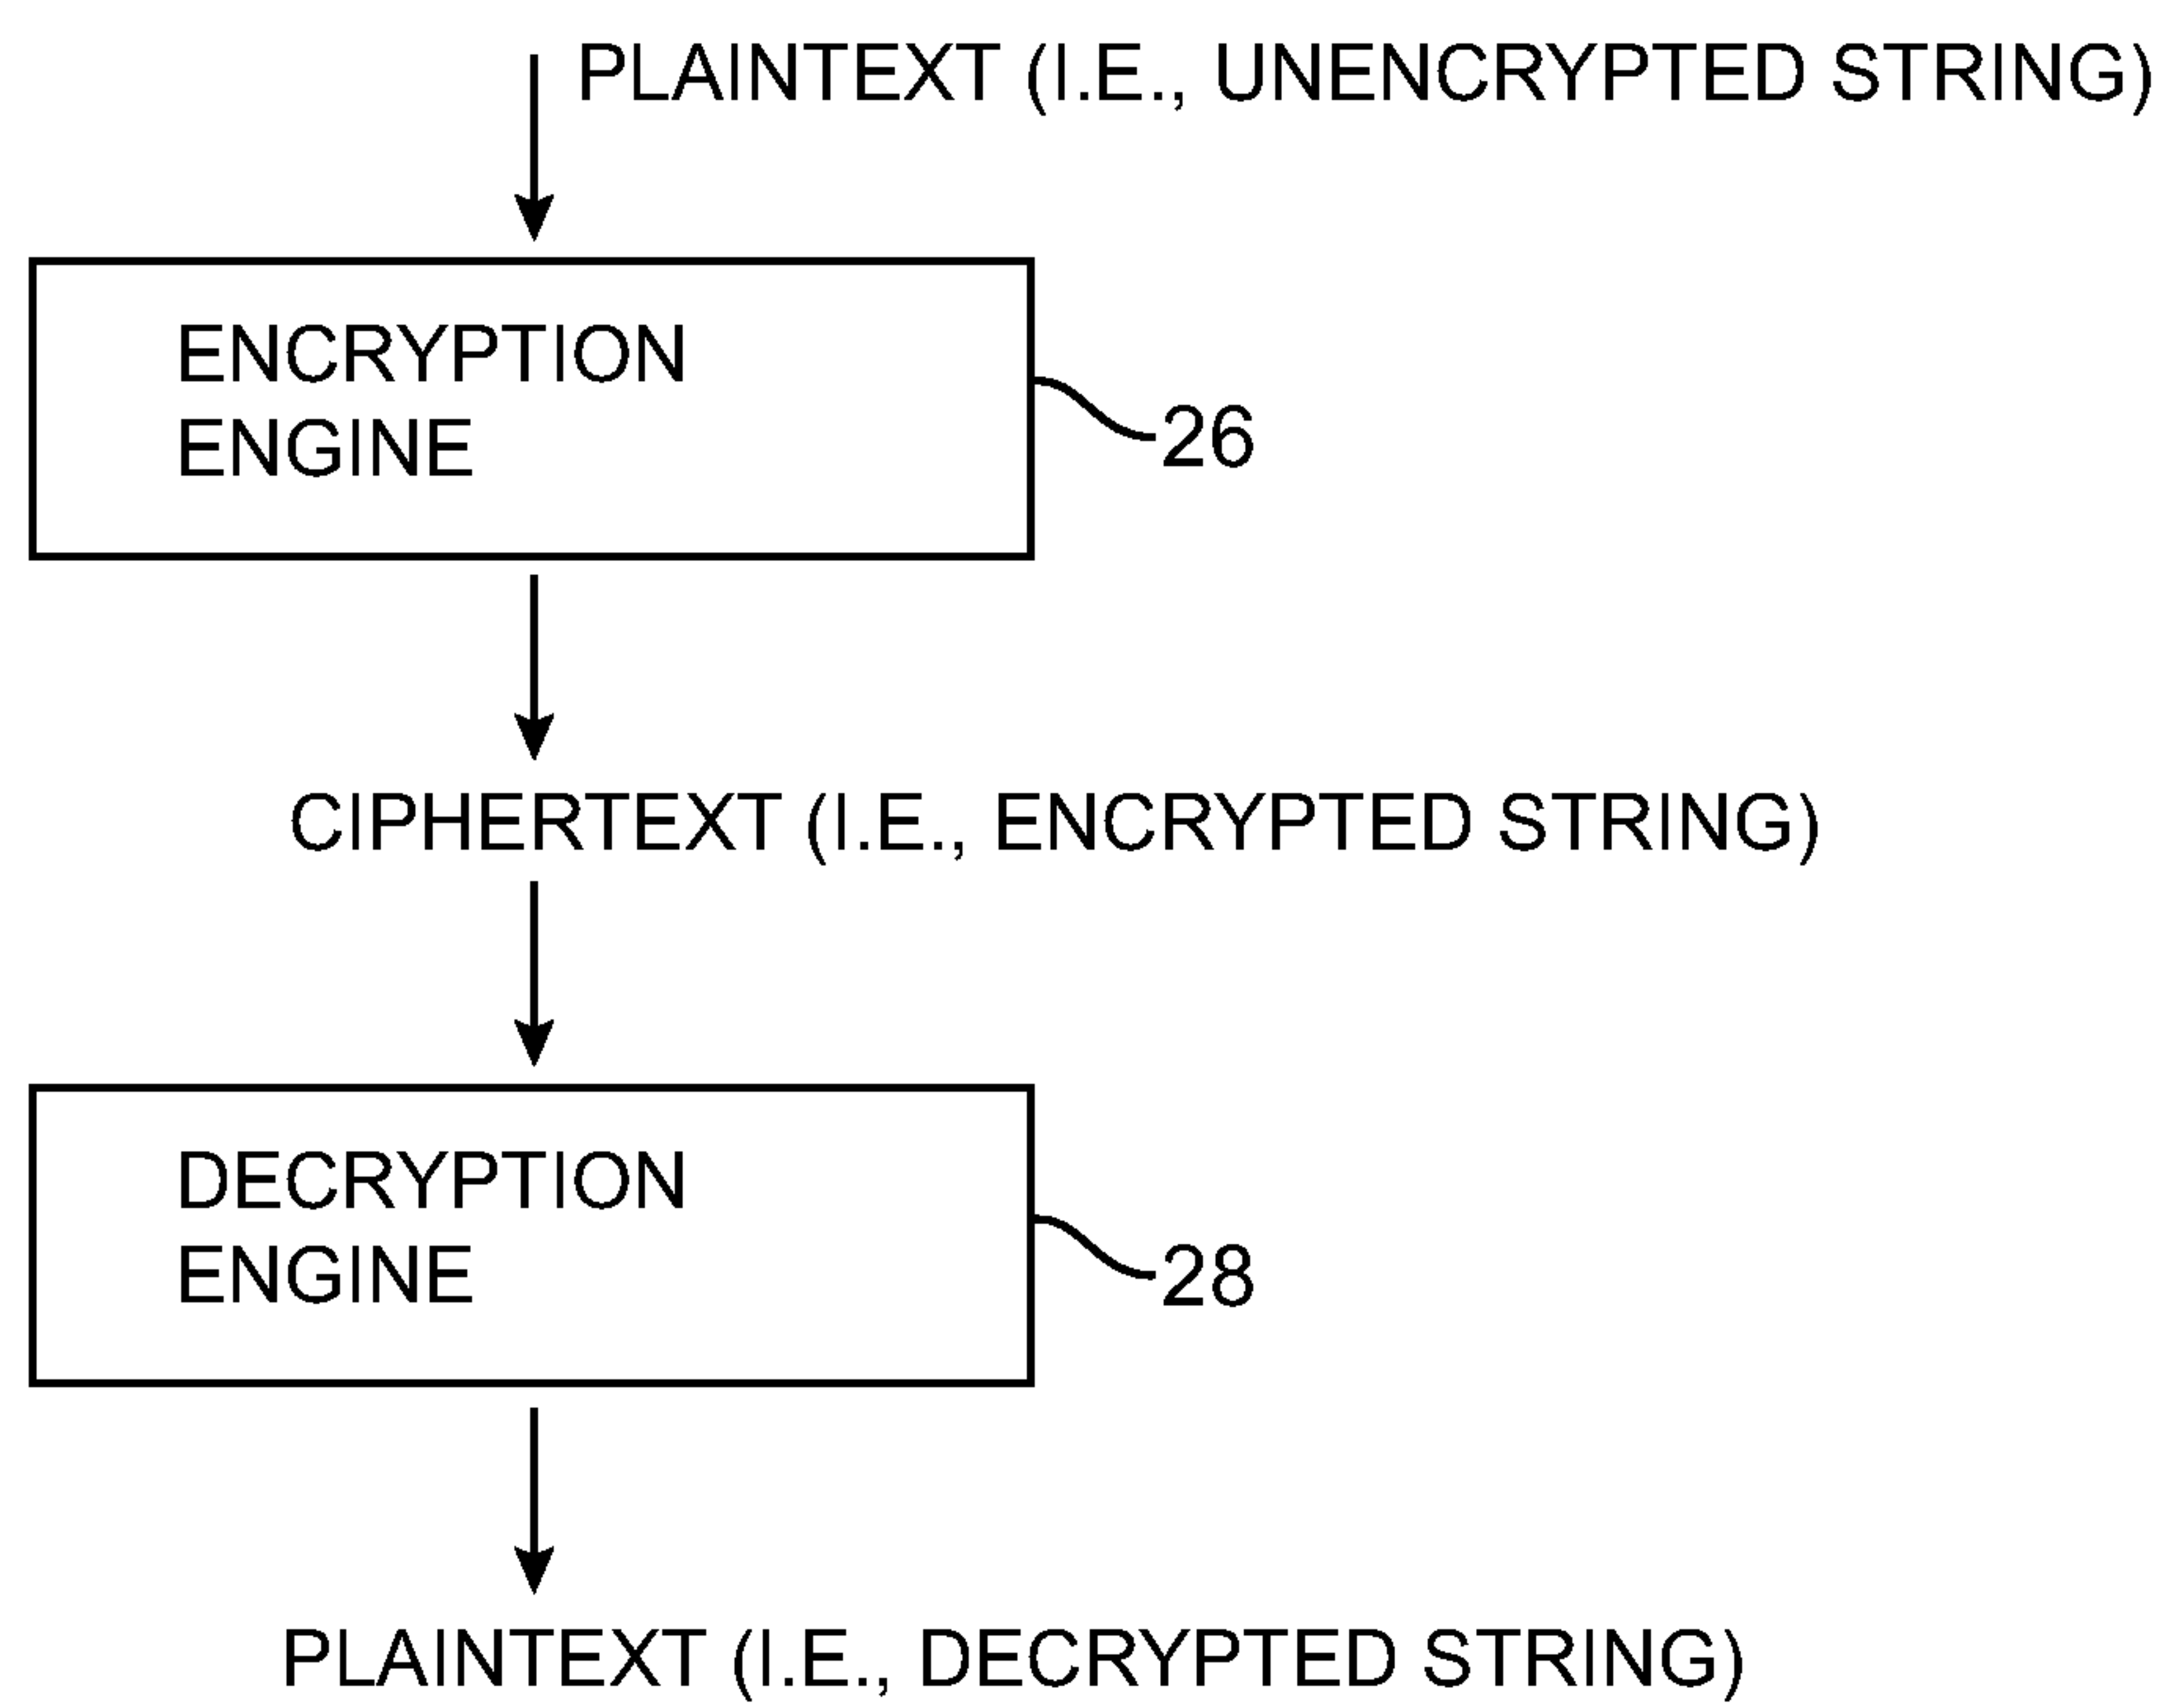 PLAINTEXT (I.E., UNENCRYPTED STRING)
ENCRYPTION
ENGINE
26
CIPHERTEXT (I.E., ENCRYPTED STRING)
DECRYPTION
ENGINE
28
PLAINTEXT (I.E., DECRYPTED STRING)